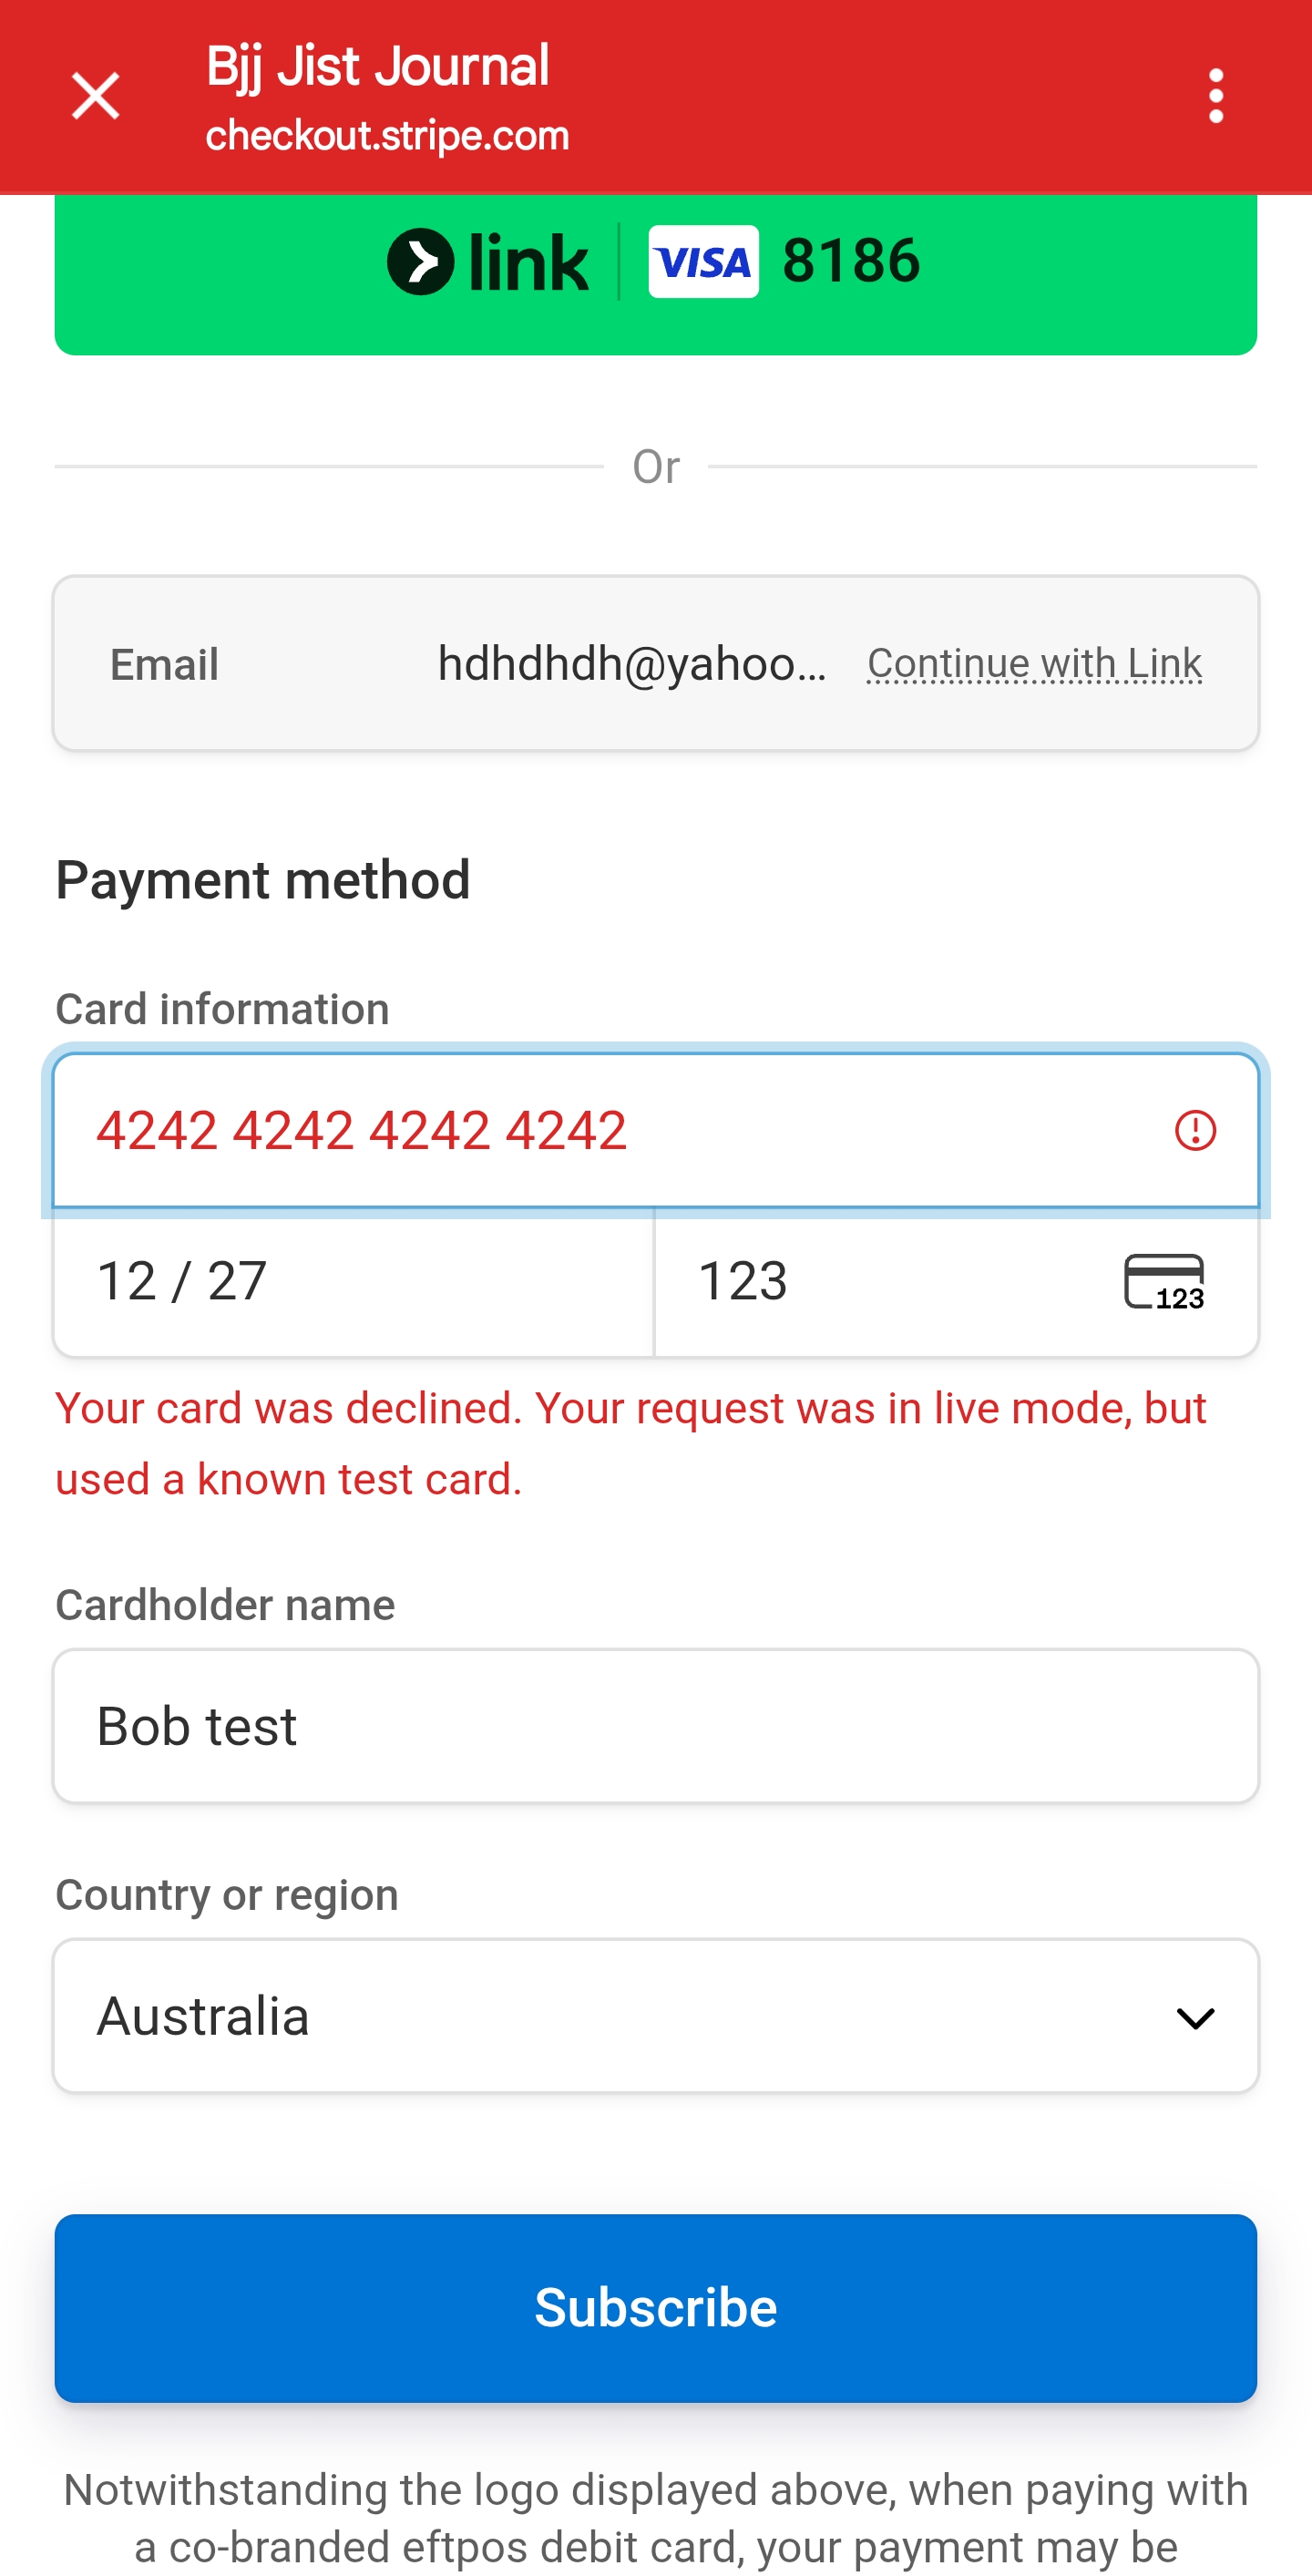 Bjj Jist Journal
checkout.stripe.com
link VISA 8186
Or
Email hdhdhdh@yahoo... Continue with Link
Payment method
Card information
4242 4242 4242 4242
12 / 27 123 123
Your card was declined. Your request was in live mode, but
used a known test card.
Cardholder name
Bob test
Country or region
Australia
Subscribe
Notwithstanding the logo displayed above, when paying with
a co-branded eftpos debit card, your payment may be